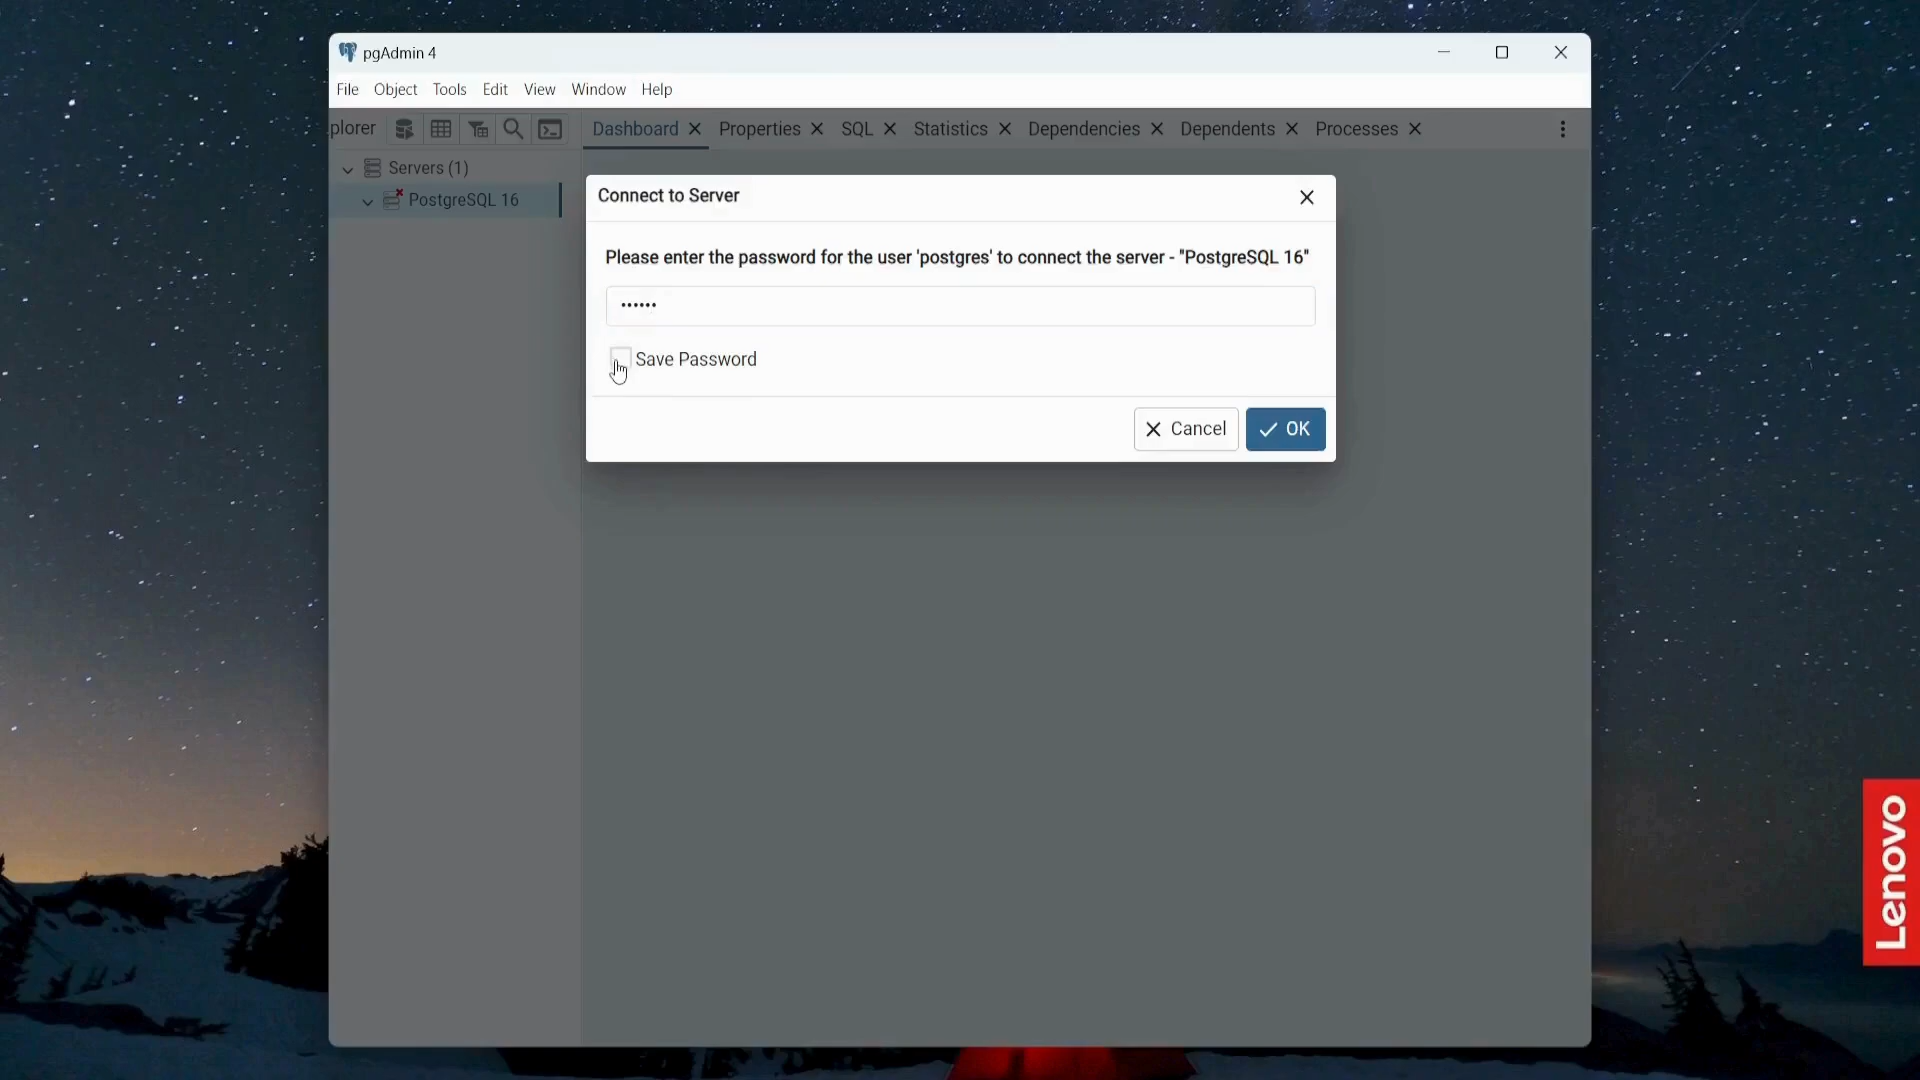 pgAdmin 4
File Object Tools Edit View Window Help
plorer Dashboard Properties SQL Statistics Dependencies Dependents Processes
Servers (1)
PostgreSQL 16
Connect to Server
Please enter the password for the user 'postgres' to connect the server - "PostgreSQL 16"
••••••
Save Password
Cancel OK
Lenovo